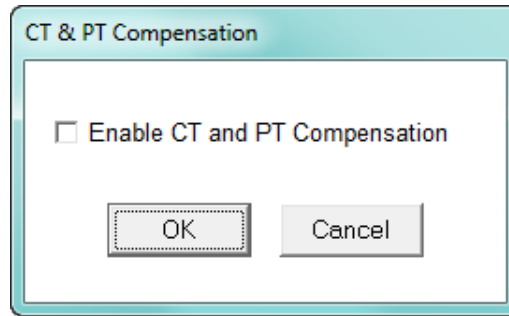 CT & PT Compensation
Enable CT and PT Compensation
OK Cancel